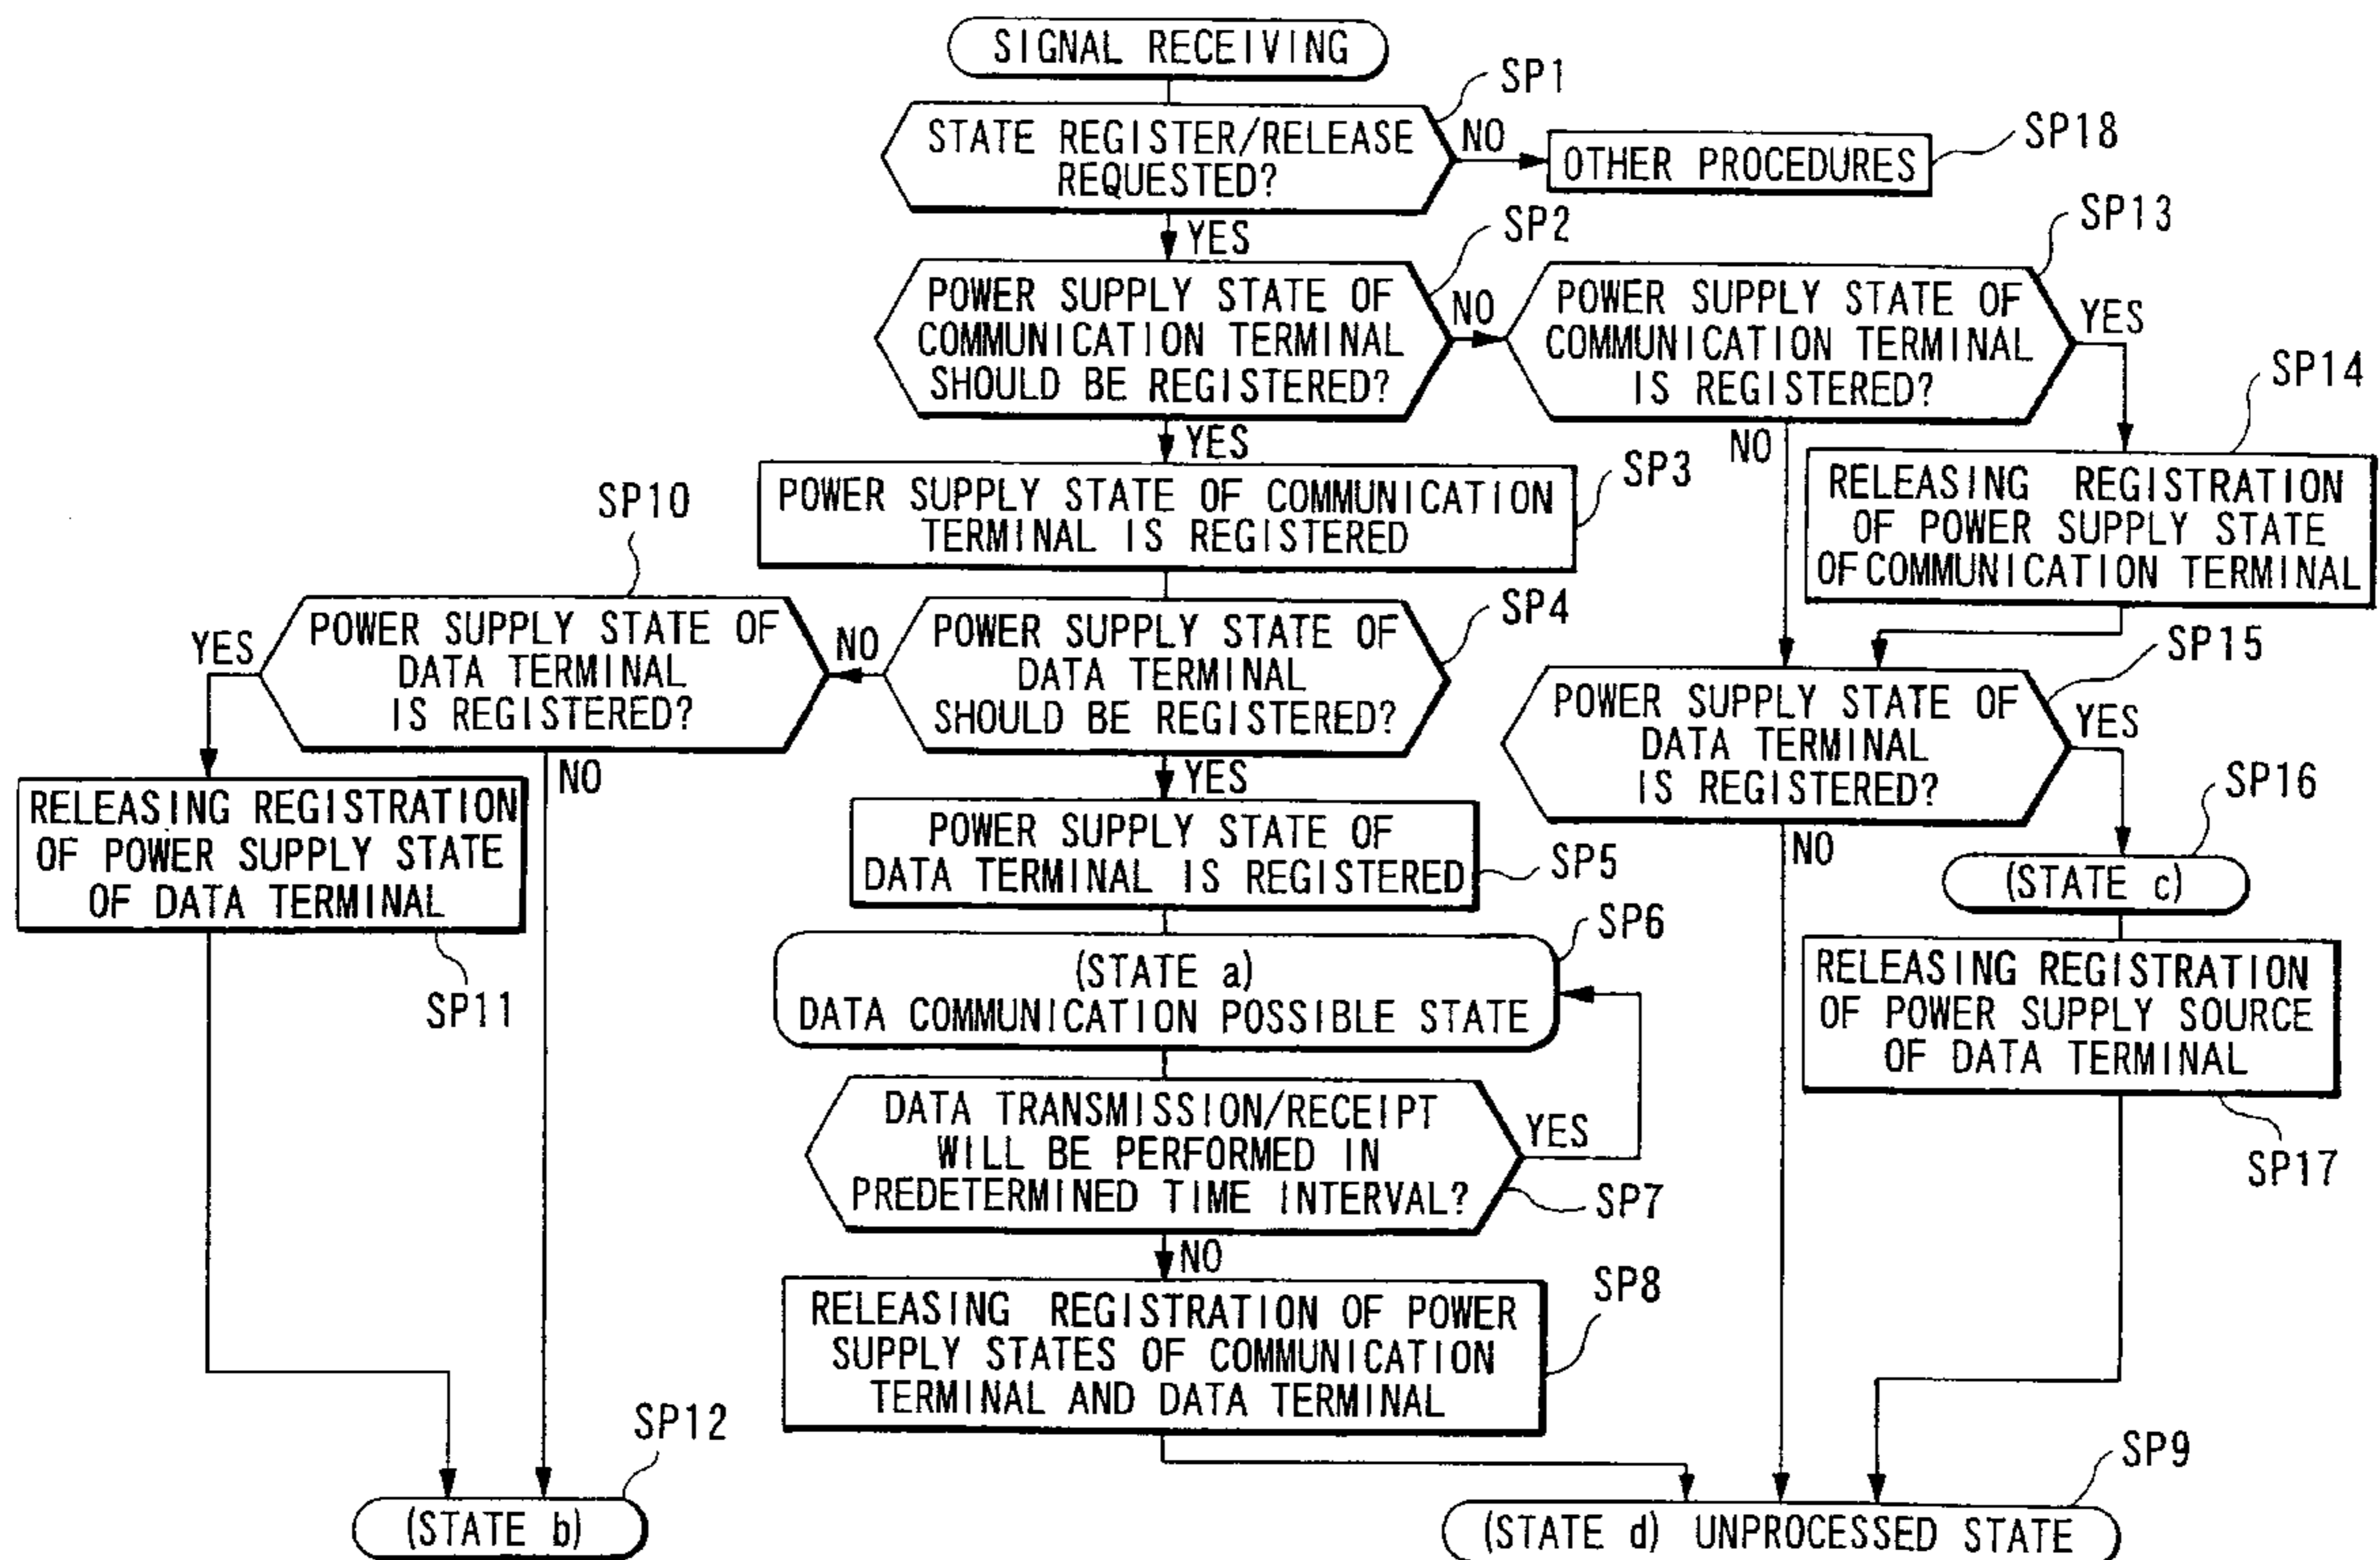 SIGNAL RECEIVING
SP1
STATE REGISTER/RELEASE
REQUESTED?
NO
OTHER PROCEDURES
SP18
YES
SP2
POWER SUPPLY STATE OF
COMMUNICATION TERMINAL
SHOULD BE REGISTERED?
NO
SP13
POWER SUPPLY STATE OF
COMMUNICATION TERMINAL
IS REGISTERED?
YES
NO
SP14
RELEASING REGISTRATION
OF POWER SUPPLY STATE
OF COMMUNICATION TERMINAL
YES
SP3
POWER SUPPLY STATE OF COMMUNICATION
TERMINAL IS REGISTERED
SP4
POWER SUPPLY STATE OF
DATA TERMINAL
SHOULD BE REGISTERED?
NO
SP10
POWER SUPPLY STATE OF
DATA TERMINAL
IS REGISTERED?
YES
NO
RELEASING REGISTRATION
OF POWER SUPPLY STATE
OF DATA TERMINAL
SP11
YES
POWER SUPPLY STATE OF
DATA TERMINAL IS REGISTERED
SP5
SP15
POWER SUPPLY STATE OF
DATA TERMINAL
IS REGISTERED?
YES
NO
SP16
(STATE c)
RELEASING REGISTRATION
OF POWER SUPPLY SOURCE
OF DATA TERMINAL
SP17
SP6
(STATE a)
DATA COMMUNICATION POSSIBLE STATE
DATA TRANSMISSION/RECEIPT
WILL BE PERFORMED IN
PREDETERMINED TIME INTERVAL?
YES
SP7
NO
SP8
RELEASING REGISTRATION OF POWER
SUPPLY STATES OF COMMUNICATION
TERMINAL AND DATA TERMINAL
SP12
(STATE b)
SP9
(STATE d) UNPROCESSED STATE